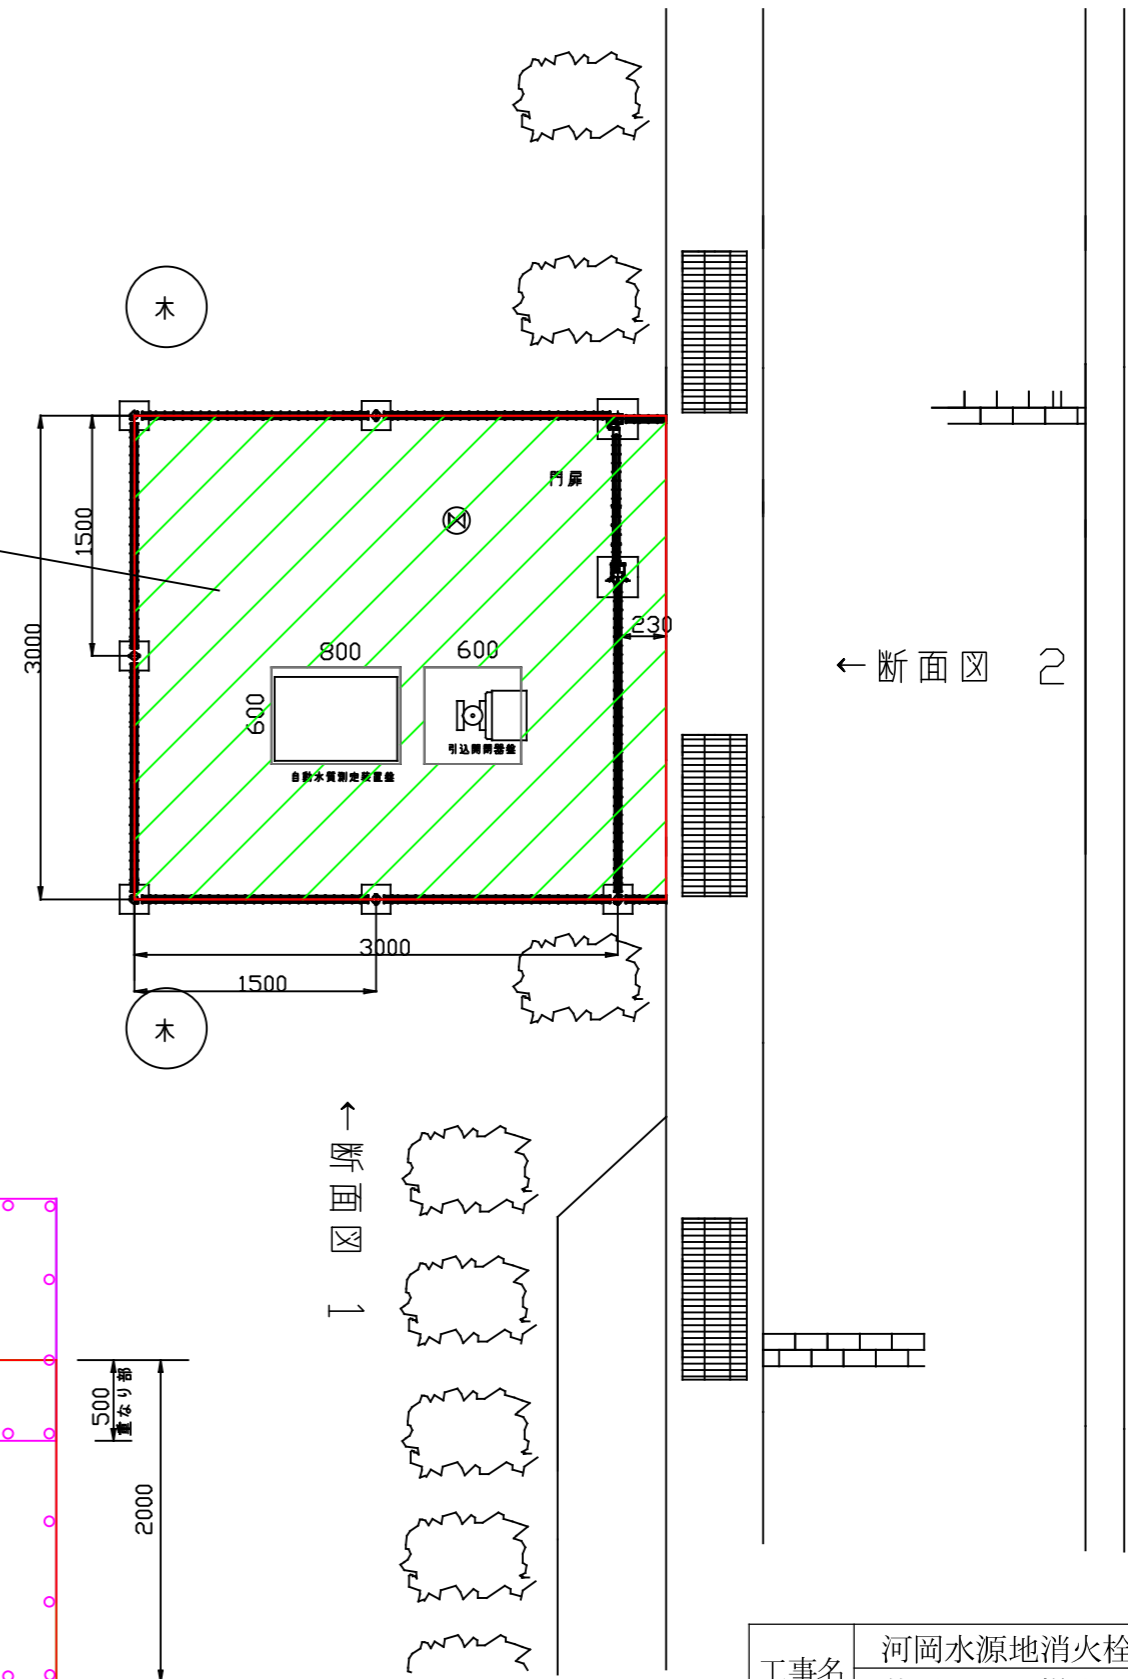 木
門扉
1500
3000
230
800
600
600
引込開閉器盤
自動水質測定装置盤
←断面図 2
3000
1500
木
←断面図 1
500
重なり部
2000
工事名
河岡水源地消火栓